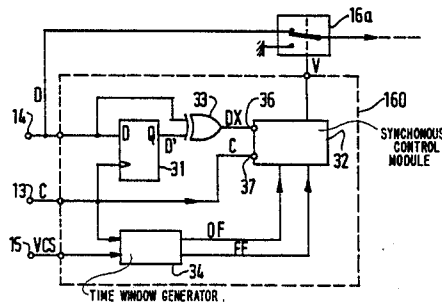 16a
D
V
33
DX
36
160
14
D Q
D'
SYNCHONOUS
CONTROL
MODULE
32
31
C
37
13 C
OF
15 VCS
FF
34
TIME WINDOW GENERATOR